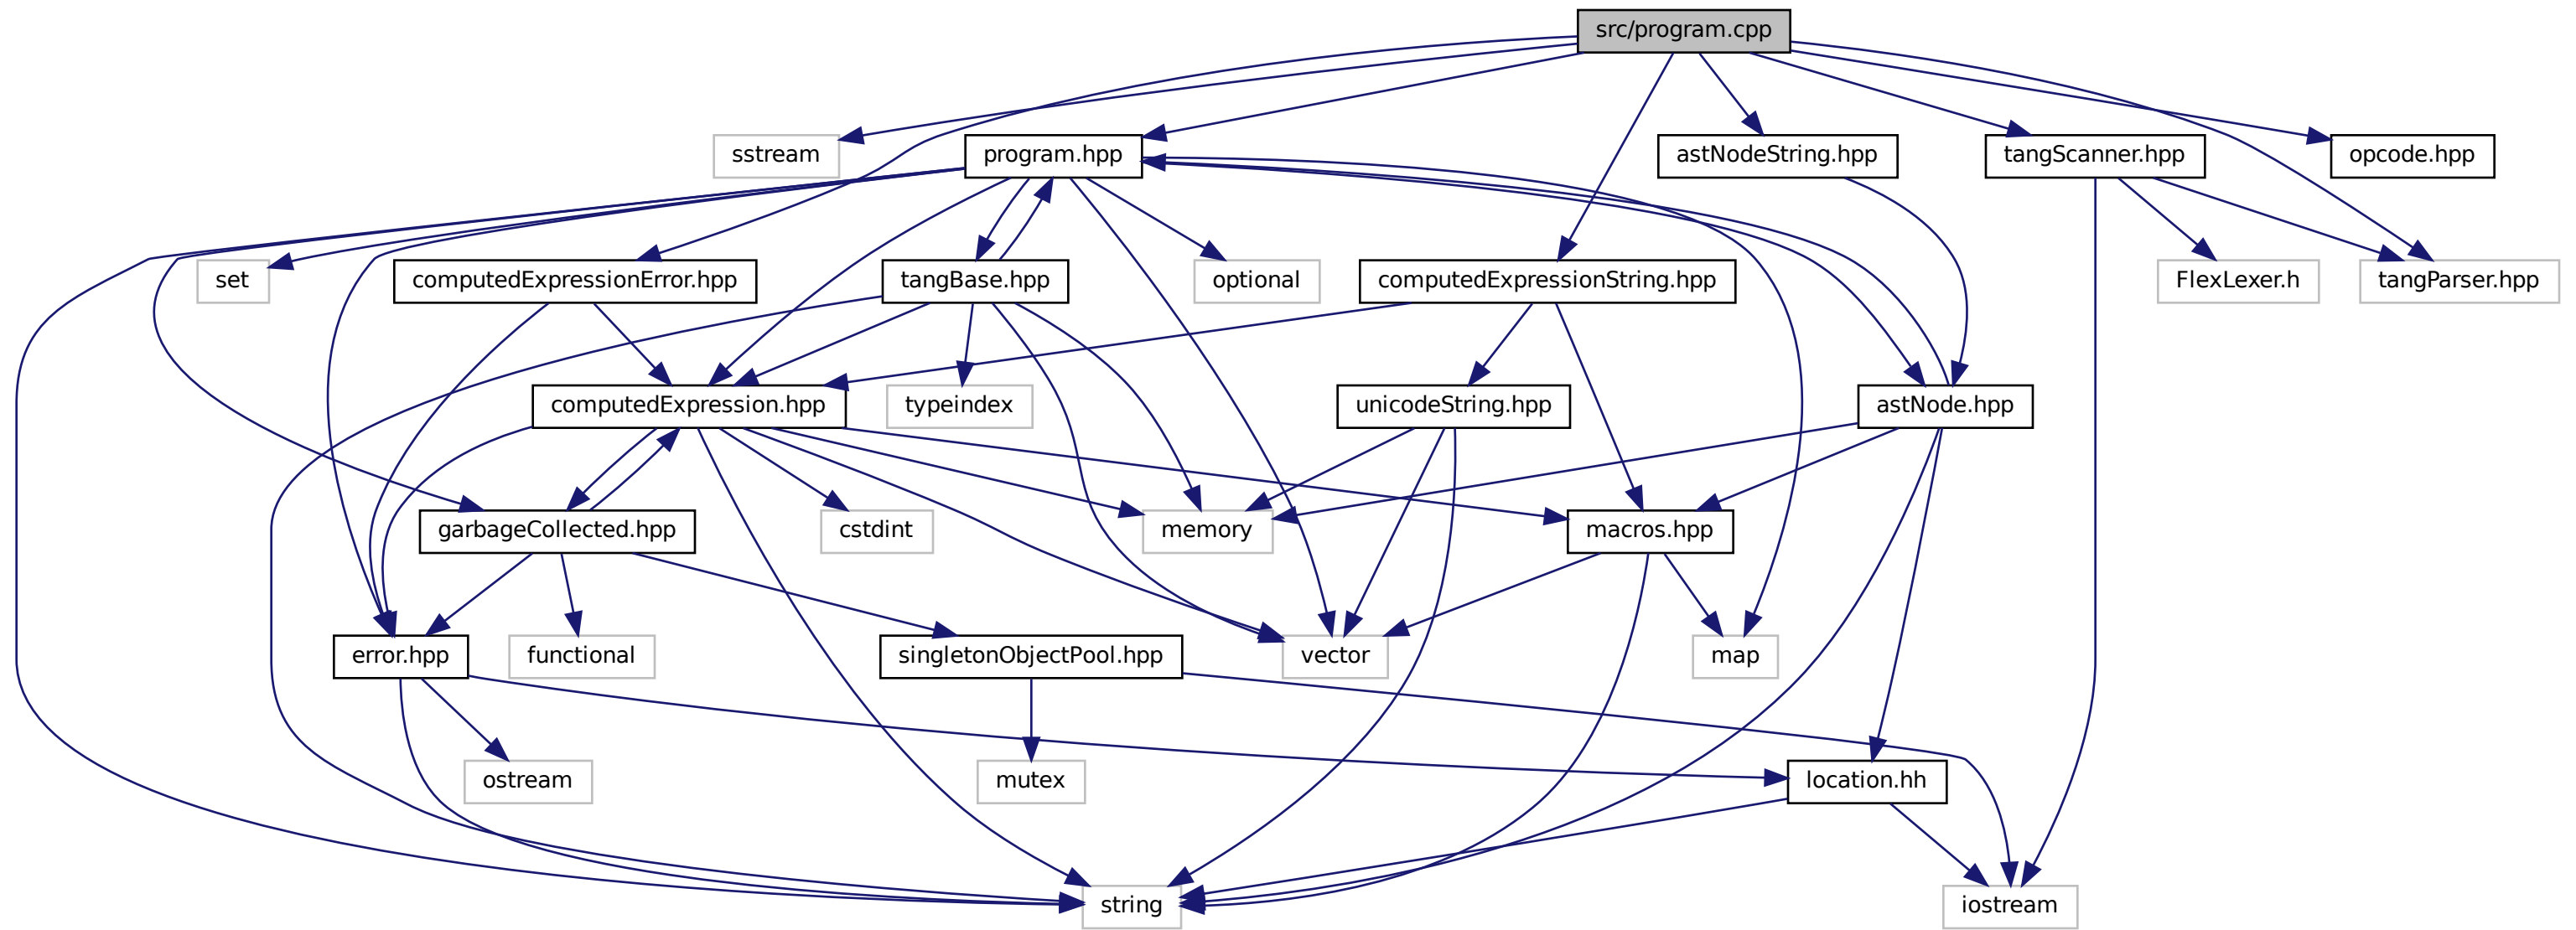 src/program.cpp
sstream
program.hpp
astNodeString.hpp
tangScanner.hpp
opcode.hpp
set
computedExpressionError.hpp
tangBase.hpp
optional
computedExpressionString.hpp
FlexLexer.h
tangParser.hpp
computedExpression.hpp
typeindex
unicodeString.hpp
astNode.hpp
garbageCollected.hpp
cstdint
memory
macros.hpp
error.hpp
functional
singletonObjectPool.hpp
vector
map
ostream
mutex
location.hh
string
iostream